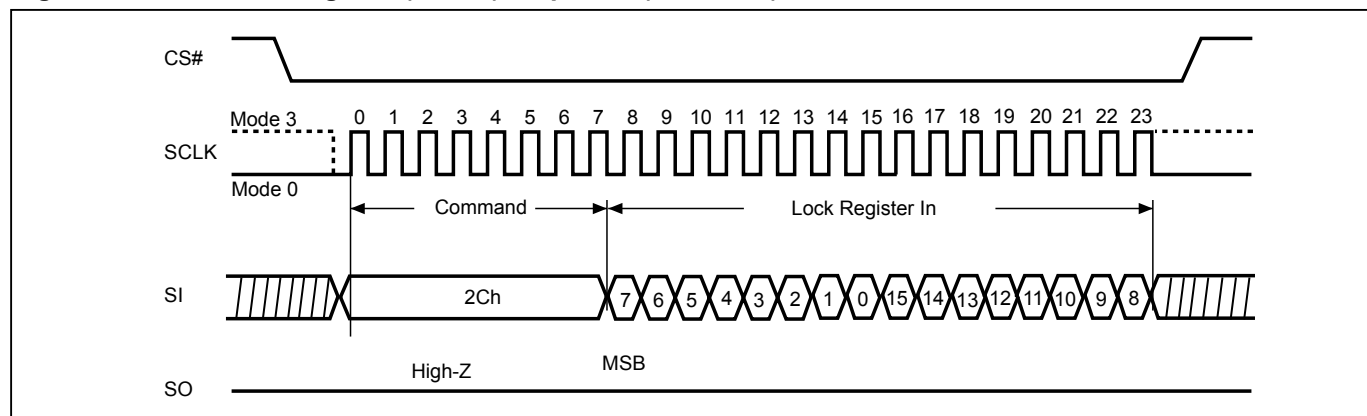 CS#
Mode 3
0 1 2 3 4 5 6 7 8 9 10 11 12 13 14 15 16 17 18 19 20 21 22 23
SCLK
Mode 0
Command
Lock Register In
SI
2Ch
7 6 5 4 3 2 1 0 15 14 13 12 11 10 9 8
High-Z
MSB
SO